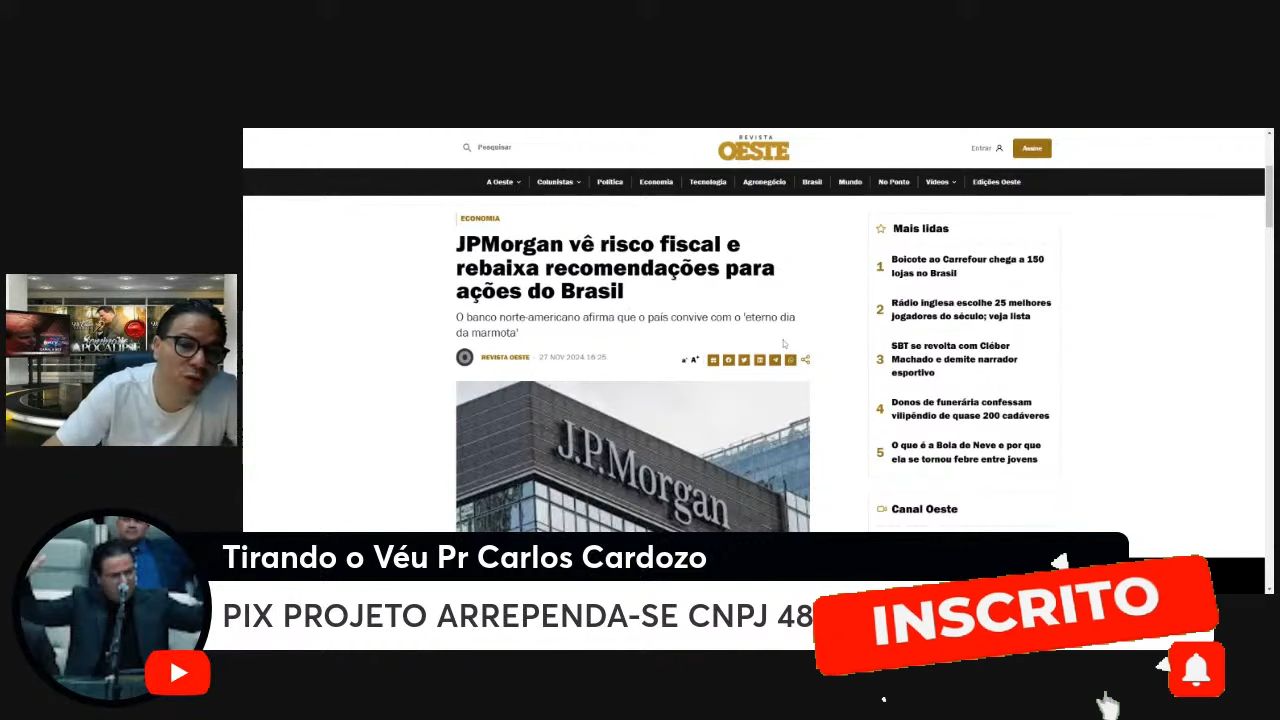 Pesquisar
REVISTA
OESTE
Entrar
Assine
A Oeste
Colunistas
Política
Economia
Tecnologia
Agronegócio
Brasil
Mundo
No Ponto
Vídeos
Edições Oeste
ECONOMIA
JPMorgan vê risco fiscal e
rebaixa recomendações para
ações do Brasil
O banco norte-americano afirma que o país convive com o 'eterno dia
da marmota'
REVISTA OESTE - 27 NOV 2024 16:25
A- A+
J.P.Morgan
Mais lidas
1 Boicote ao Carrefour chega a 150
lojas no Brasil
2 Rádio inglesa escolhe 25 melhores
jogadores do século; veja lista
3 SBT se revolta com Cléber
Machado e demite narrador
esportivo
4 Donos de funerária confessam
vilipêndio de quase 200 cadáveres
5 O que é a Bola de Neve e por que
ela se tornou febre entre jovens
Canal Oeste
APOCALIPSE
Tirando o Véu Pr Carlos Cardozo
PIX PROJETO ARREPENDA-SE CNPJ 48
INSCRITO